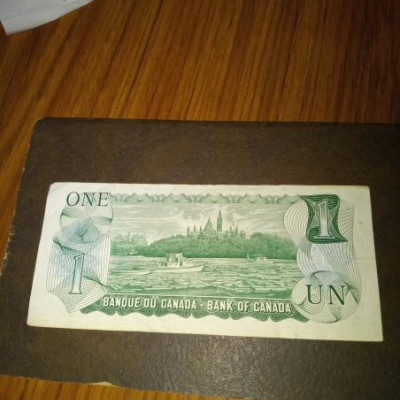 ONE
1
1
BANQUE DU CANADA - BANK OF CANADA
UN